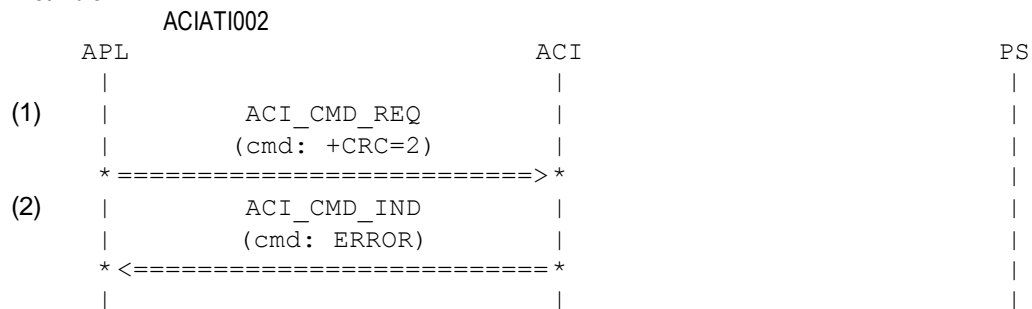 ACIATI002
APL ACI PS
| | |
(1) | ACI_CMD_REQ | |
| (cmd: +CRC=2) | |
*==========================>* |
(2) | ACI_CMD_IND | |
| (cmd: ERROR) | |
*<==========================* |
| | |